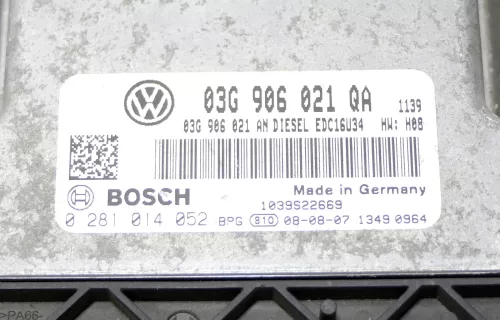 03G 906 021 QA 1139
03G 906 021 AN DIESEL EDC16U34 HW: H08
BOSCH Made in Germany
1039S22669
0 281 014 052 BPG 810 08-08-07 1349 0964
>PA66-